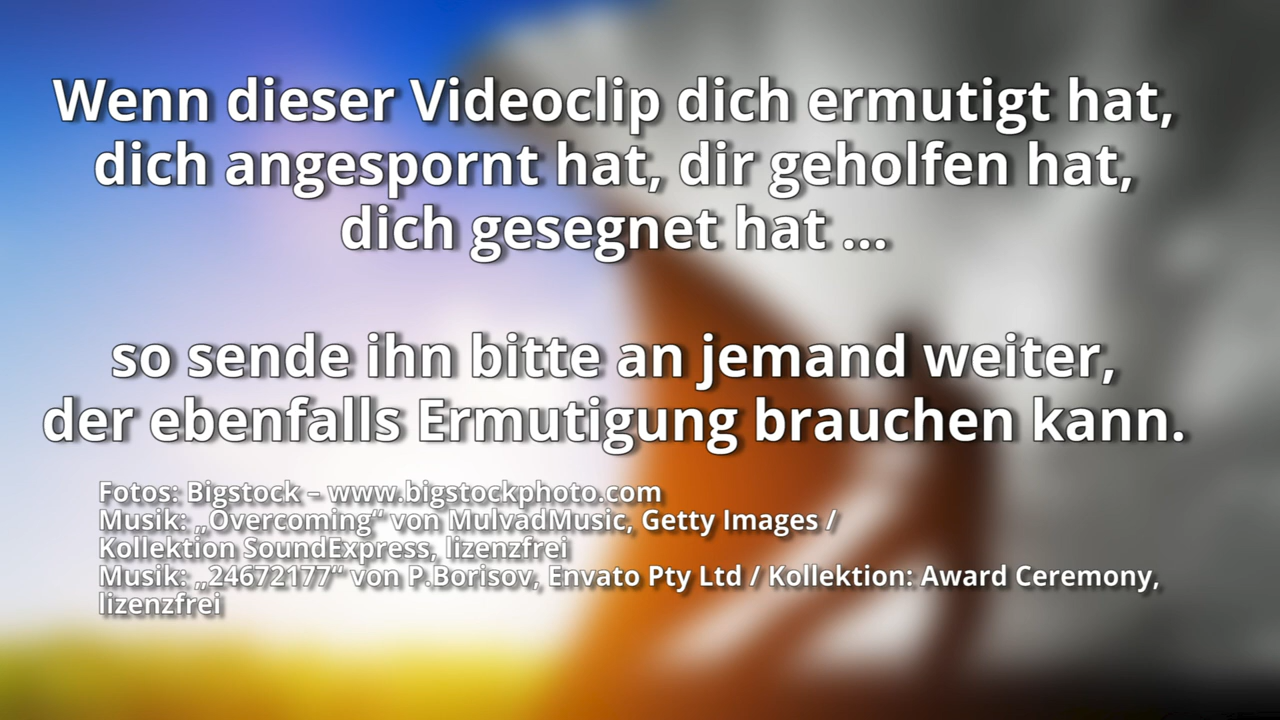 Wenn dieser Videoclip dich ermutigt hat,
dich angespornt hat, dir geholfen hat,
dich gesegnet hat ...
so sende ihn bitte an jemand weiter,
der ebenfalls Ermutigung brauchen kann.
Fotos: Bigstock – www.bigstockphoto.com
Musik: „Overcoming“ von MulvadMusic, Getty Images /
Kollektion SoundExpress, lizenzfrei
Musik: „24672177“ von P.Borisov, Envato Pty Ltd / Kollektion: Award Ceremony,
lizenzfrei